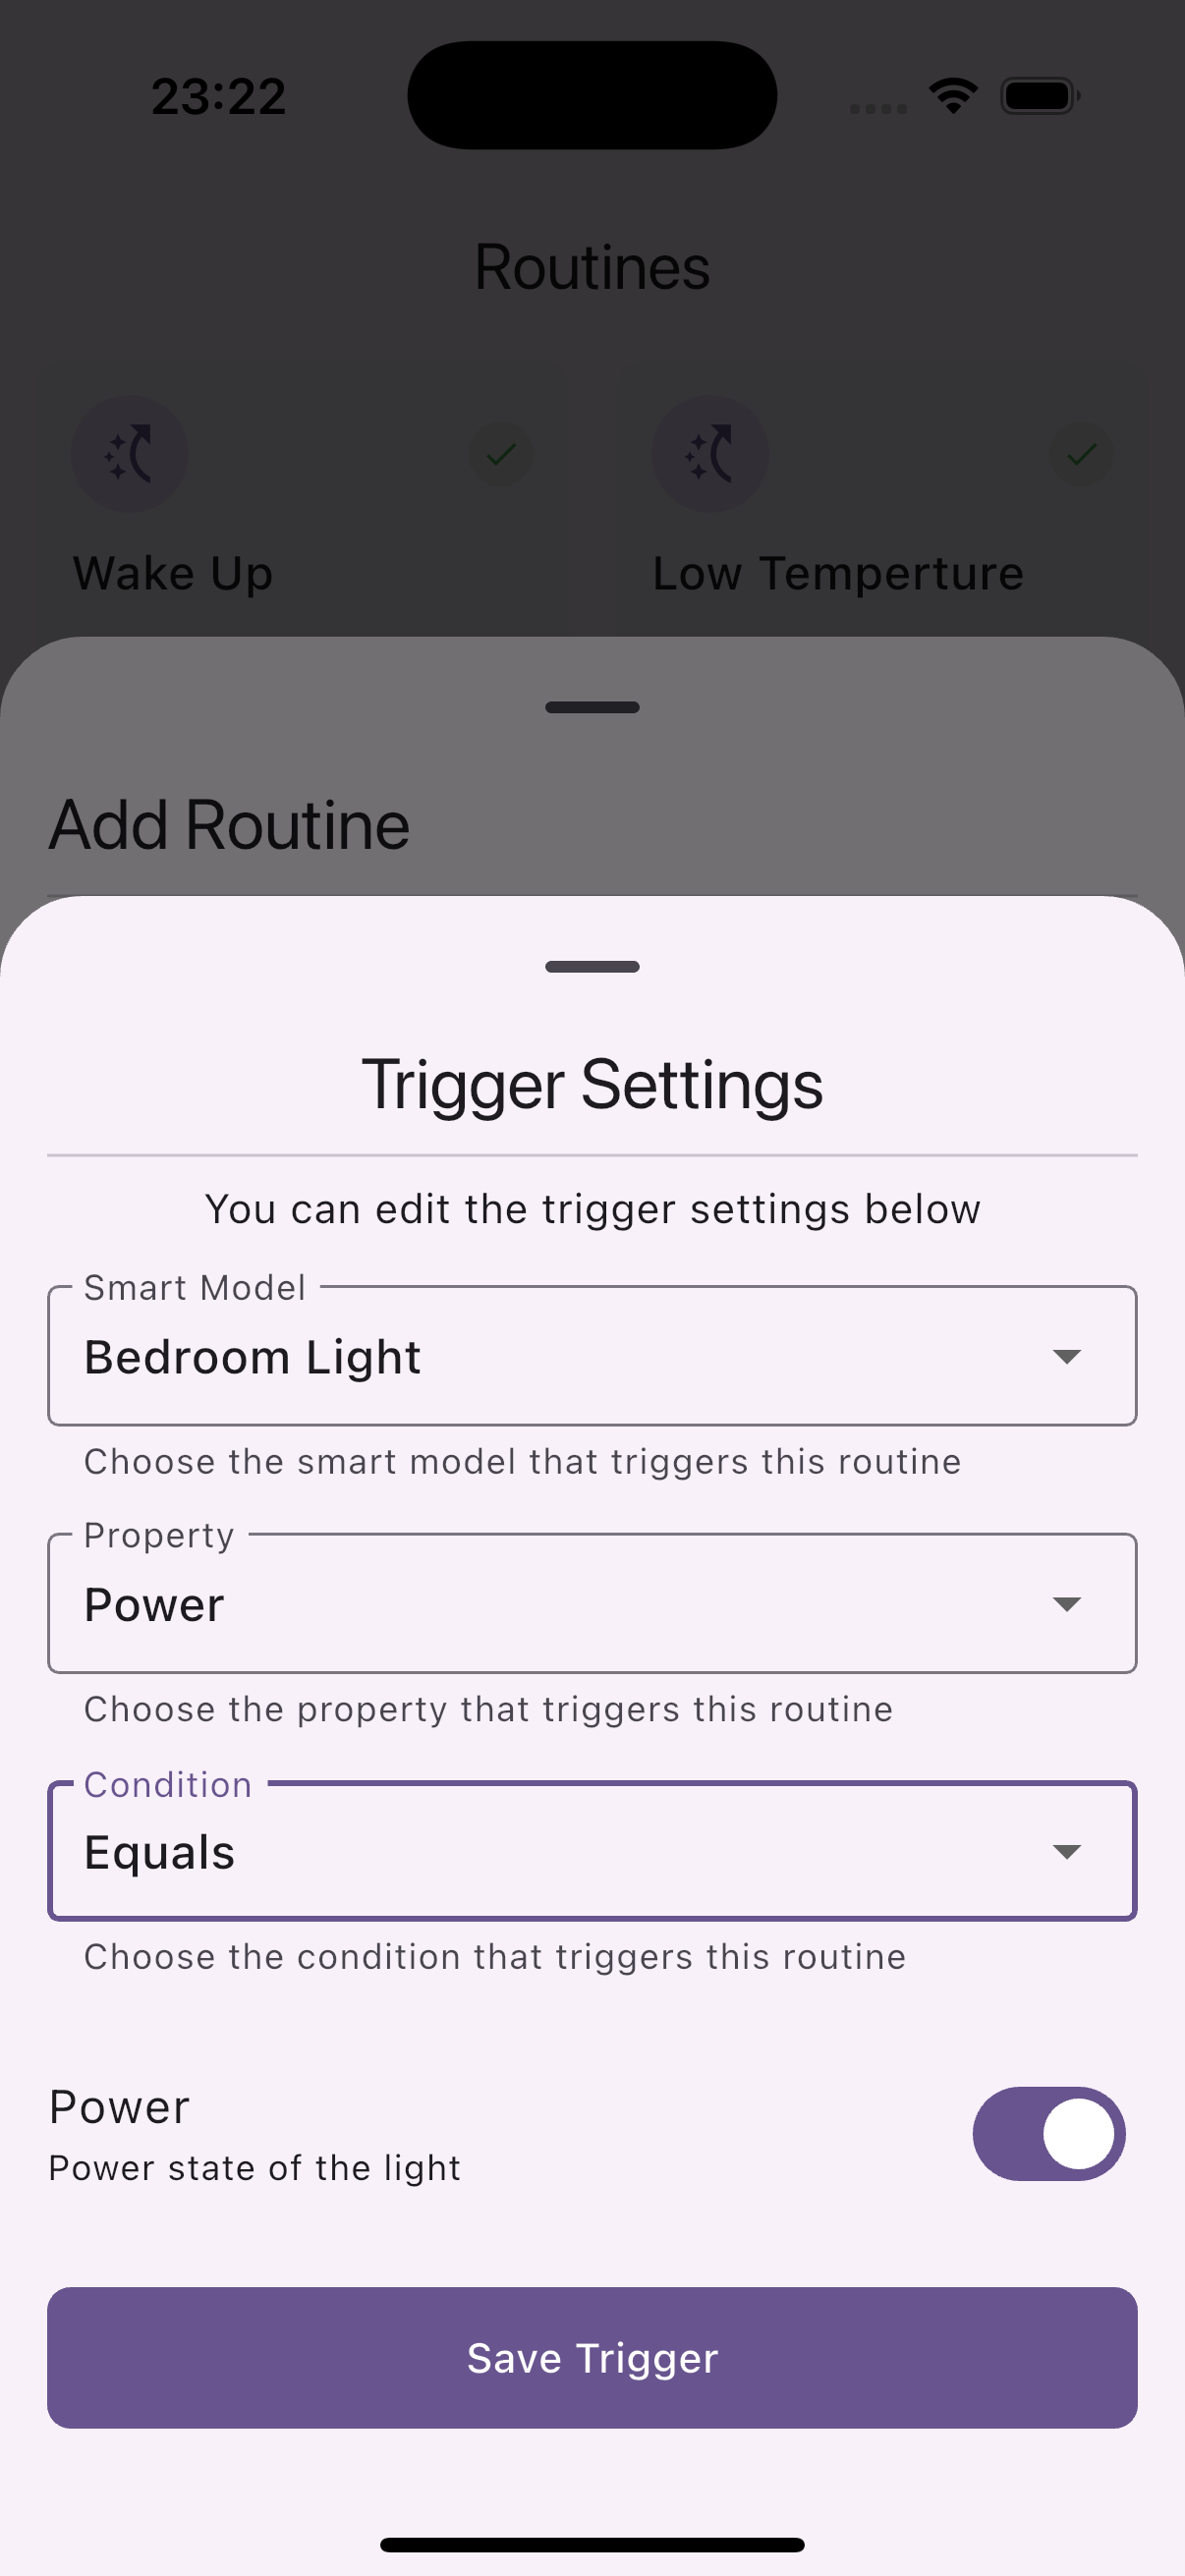 23:22
Routines
Wake Up
Low Temperture
Add Routine
Trigger Settings
You can edit the trigger settings below
Smart Model
Bedroom Light
Choose the smart model that triggers this routine
Property
Power
Choose the property that triggers this routine
Condition
Equals
Choose the condition that triggers this routine
Power
Power state of the light
Save Trigger